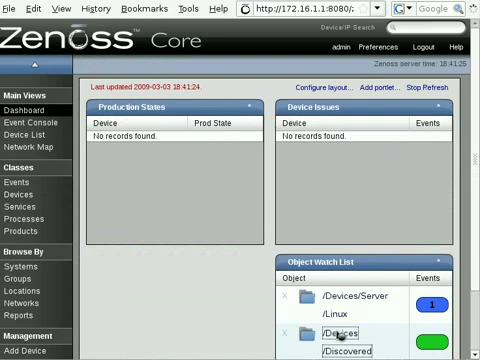 File Edit View History Bookmarks Tools Help http://172.16.1.1:8080/z Google
Device/IP Search
Zenoss™ Core
admin Preferences Logout Help
Zenoss server time: 18:41:25
Last updated 2009-03-03 18:41:24. Configure layout... Add portlet... Stop Refresh
Main Views
Dashboard
Event Console
Device List
Network Map
Classes
Events
Devices
Services
Processes
Products
Browse By
Systems
Groups
Locations
Networks
Reports
Management
Add Device
Production States *
Device Prod State
No records found.
Device Issues *
Device Events
No records found.
Object Watch List *
Object Events
X /Devices/Server
/Linux 1
X /Devices
/Discovered